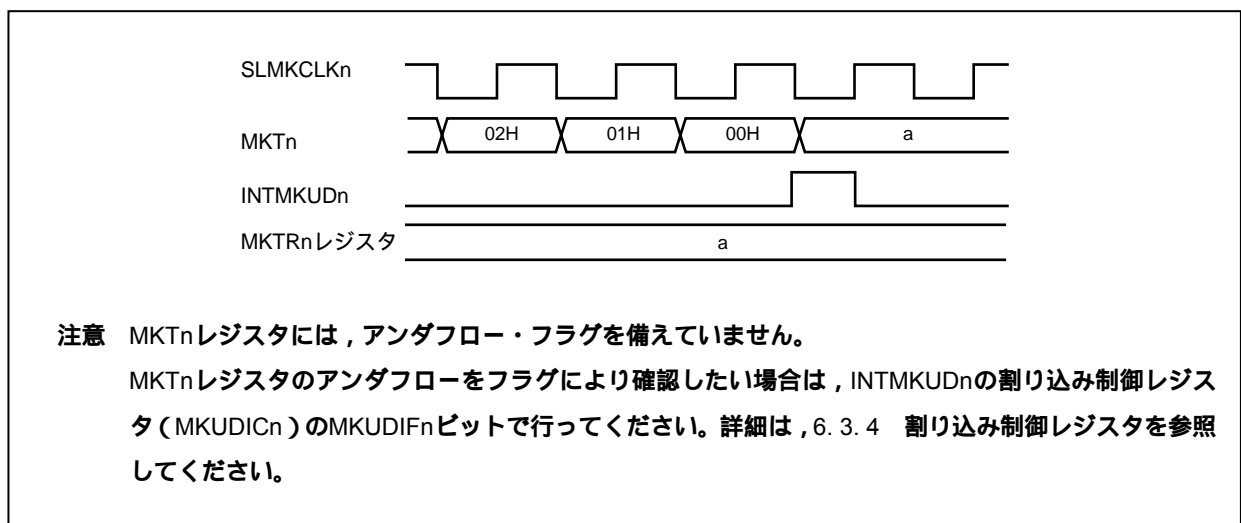 SLMKCLKn
MKTn 02H 01H 00H a
INTMKUDn
MKTRnレジスタ a
注意 MKTnレジスタには，アンダフロー・フラグを備えていません。
MKTnレジスタのアンダフローをフラグにより確認したい場合は，INTMKUDnの割り込み制御レジス
タ（MKUDICn）のMKUDIFnビットで行ってください。詳細は，6. 3. 4 割り込み制御レジスタを参照
してください。